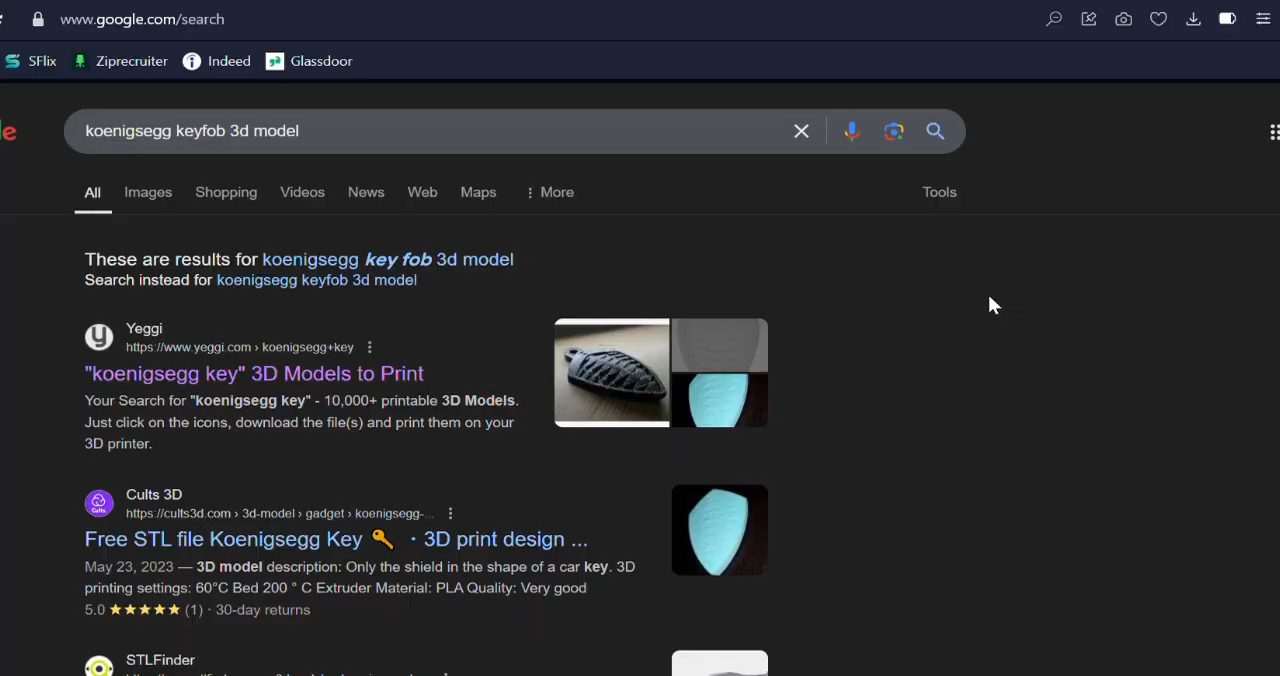 www.google.com/search
SFlix Ziprecruiter Indeed Glassdoor
koenigsegg keyfob 3d model
All Images Shopping Videos News Web Maps More Tools
These are results for koenigsegg key fob 3d model
Search instead for koenigsegg keyfob 3d model
Yeggi
https://www.yeggi.com › koenigsegg+key
"koenigsegg key" 3D Models to Print
Your Search for "koenigsegg key" - 10,000+ printable 3D Models.
Just click on the icons, download the file(s) and print them on your
3D printer.
Cults 3D
https://cults3d.com › 3d-model › gadget › koenigsegg-...
Free STL file Koenigsegg Key 🔑 ・3D print design ...
May 23, 2023 — 3D model description: Only the shield in the shape of a car key. 3D
printing settings: 60°C Bed 200 ° C Extruder Material: PLA Quality: Very good
5.0 ★★★★★ (1) · 30-day returns
STLFinder